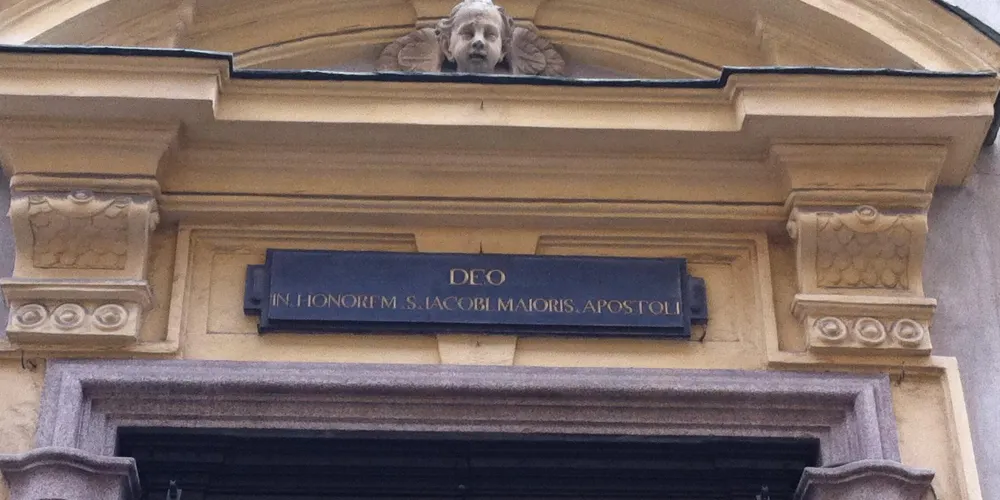 DEO
IN. HONOREM. S. IACOBI. MAIORIS. APOSTOLI